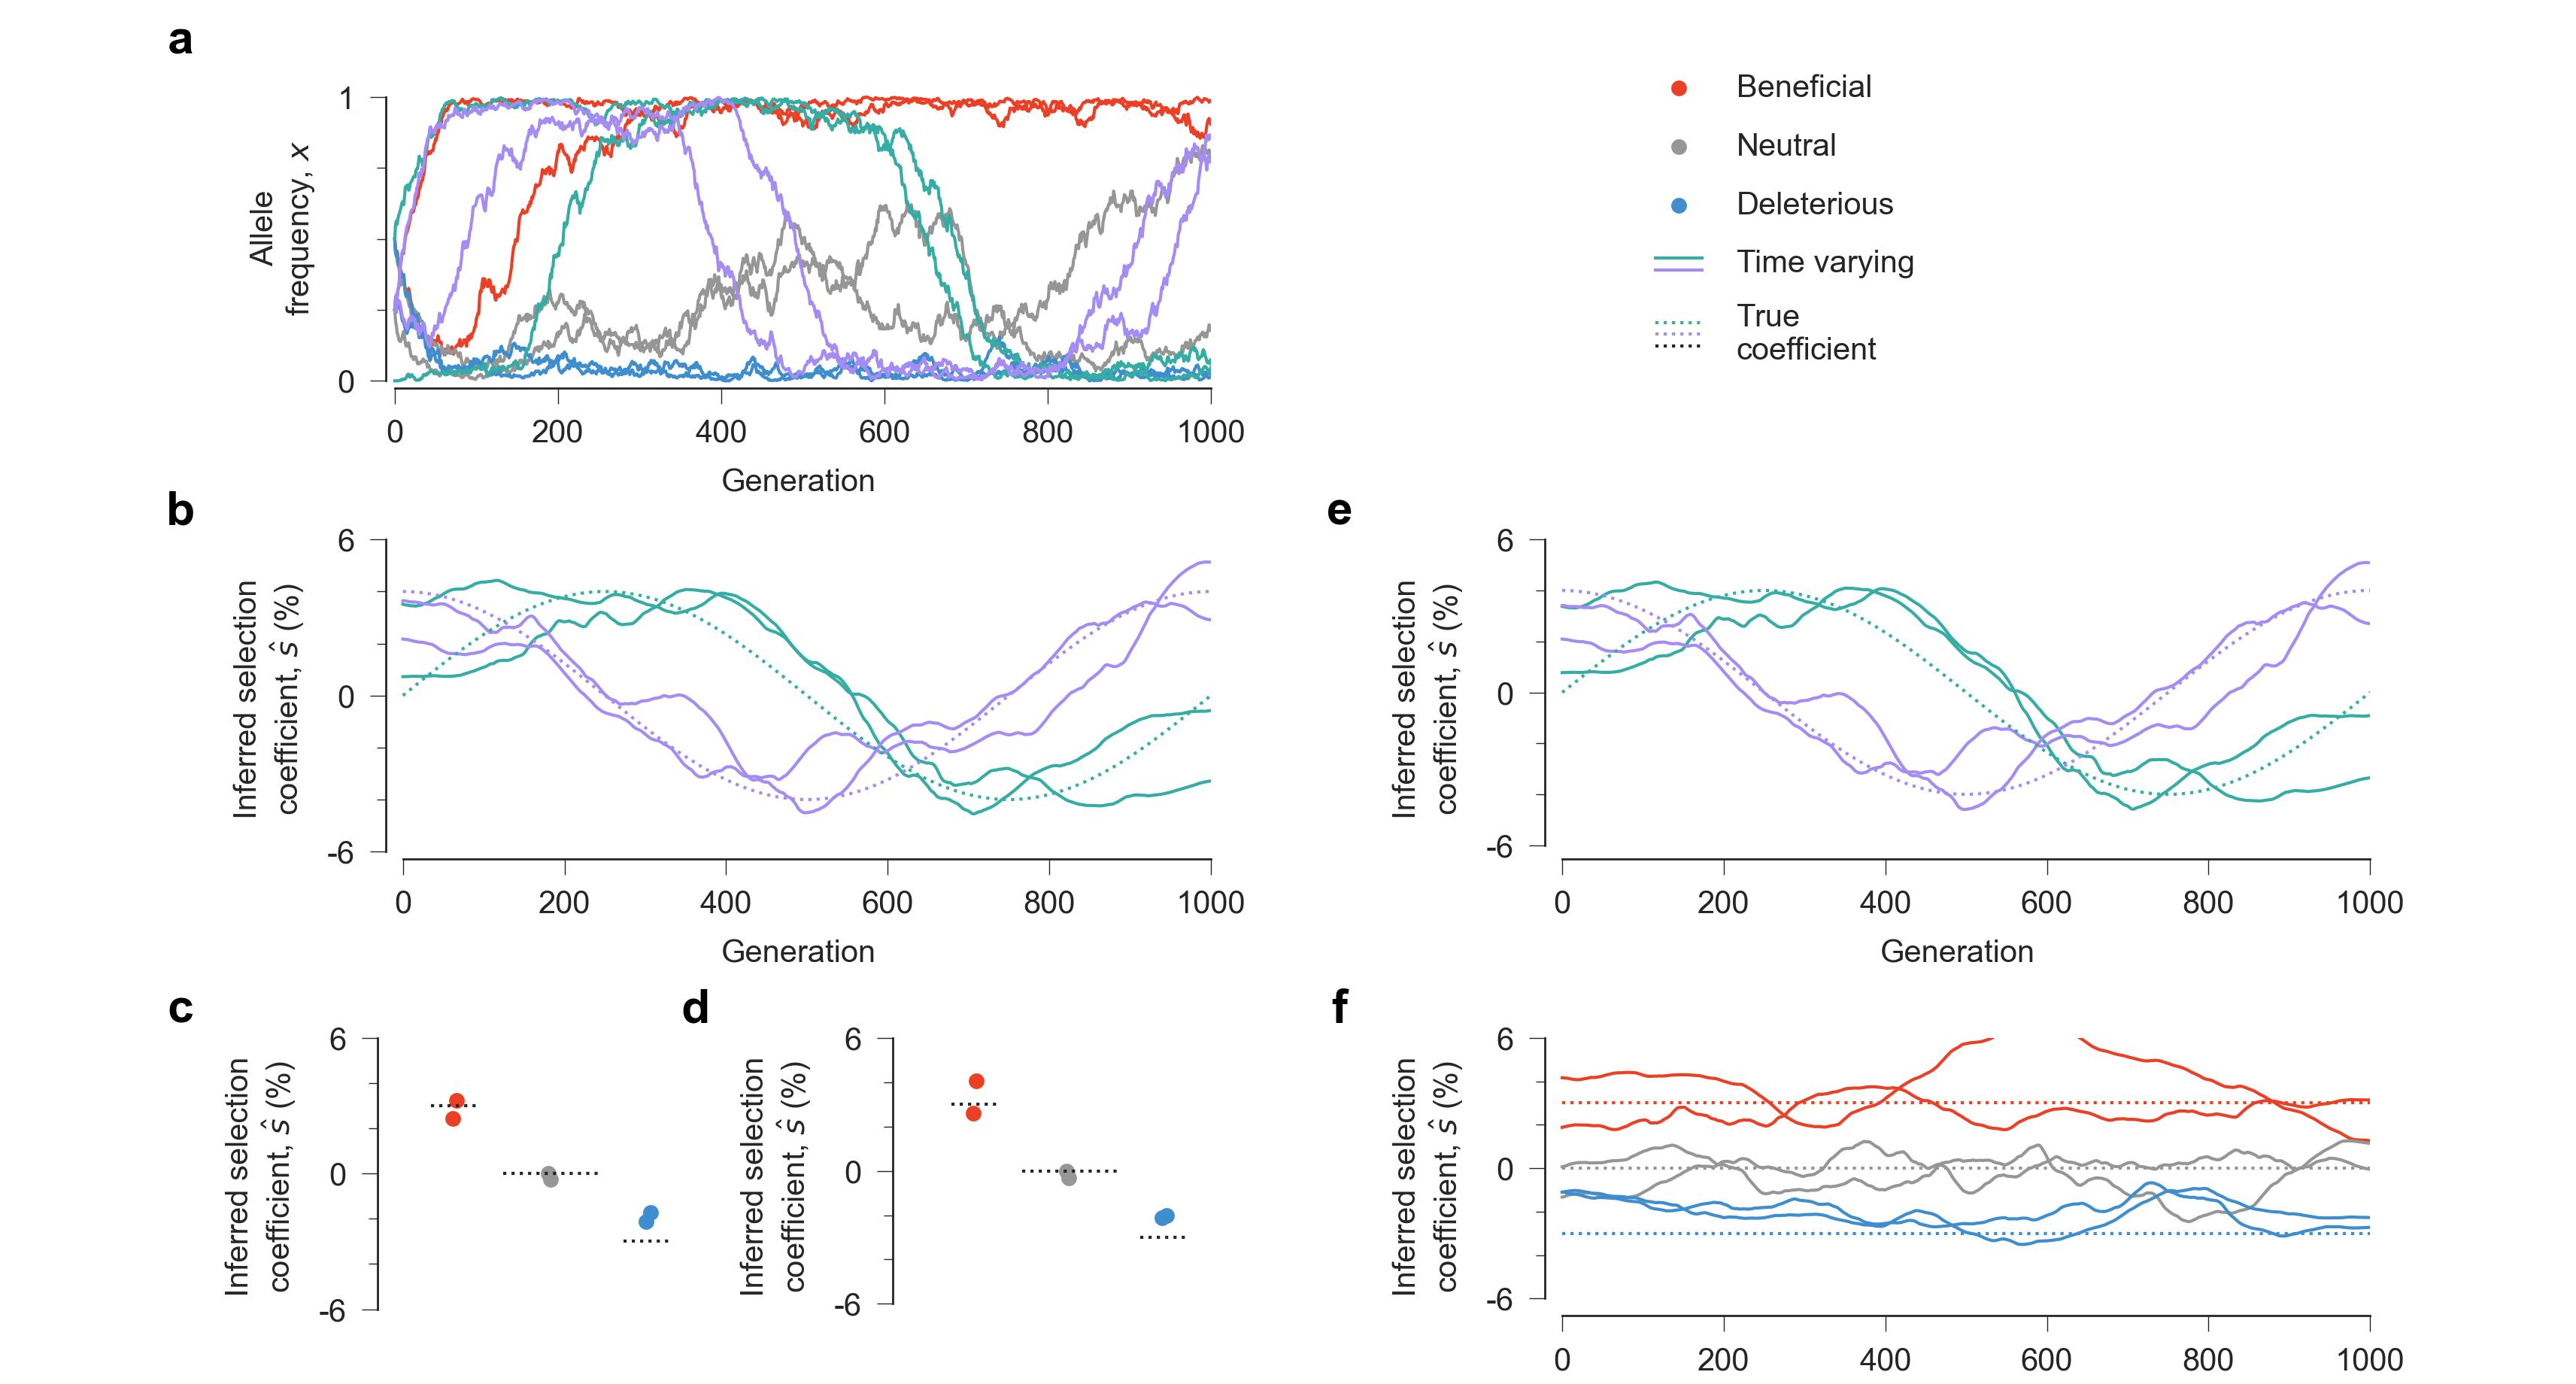 a
1
0
Allele
frequency, x
0 200 400 600 800 1000
Generation
Beneficial
Neutral
Deleterious
Time varying
True
coefficient
b
6
0
-6
Inferred selection
coefficient, ŝ (%)
0 200 400 600 800 1000
Generation
e
6
0
-6
Inferred selection
coefficient, ŝ (%)
0 200 400 600 800 1000
Generation
c
6
0
-6
Inferred selection
coefficient, ŝ (%)
d
6
0
-6
Inferred selection
coefficient, ŝ (%)
f
6
0
-6
Inferred selection
coefficient, ŝ (%)
0 200 400 600 800 1000